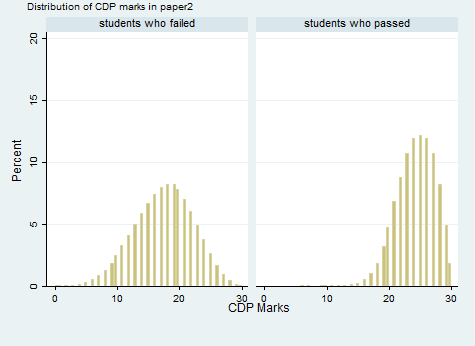 Distribution of CDP marks in paper2
students who failed
students who passed
20
15
10
5
0
Percent
0 10 20 30
0 10 20 30
CDP Marks